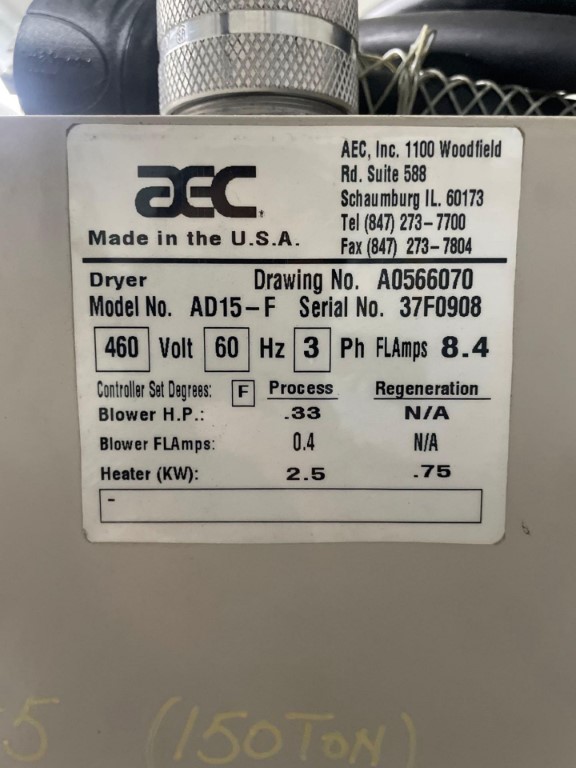 AEC, Inc. 1100 Woodfield
Rd. Suite 588
Schaumburg IL. 60173
Tel (847) 273-7700
Fax (847) 273-7804
AEC.
Made in the U.S.A.
Dryer Drawing No. A0566070
Model No. AD15-F Serial No. 37F0908
460 Volt 60 Hz 3 Ph FLAmps 8.4
Controller Set Degrees: F Process Regeneration
Blower H.P.: .33 N/A
Blower FLAmps: 0.4 N/A
Heater (KW): 2.5 .75
-
5 (150TON)